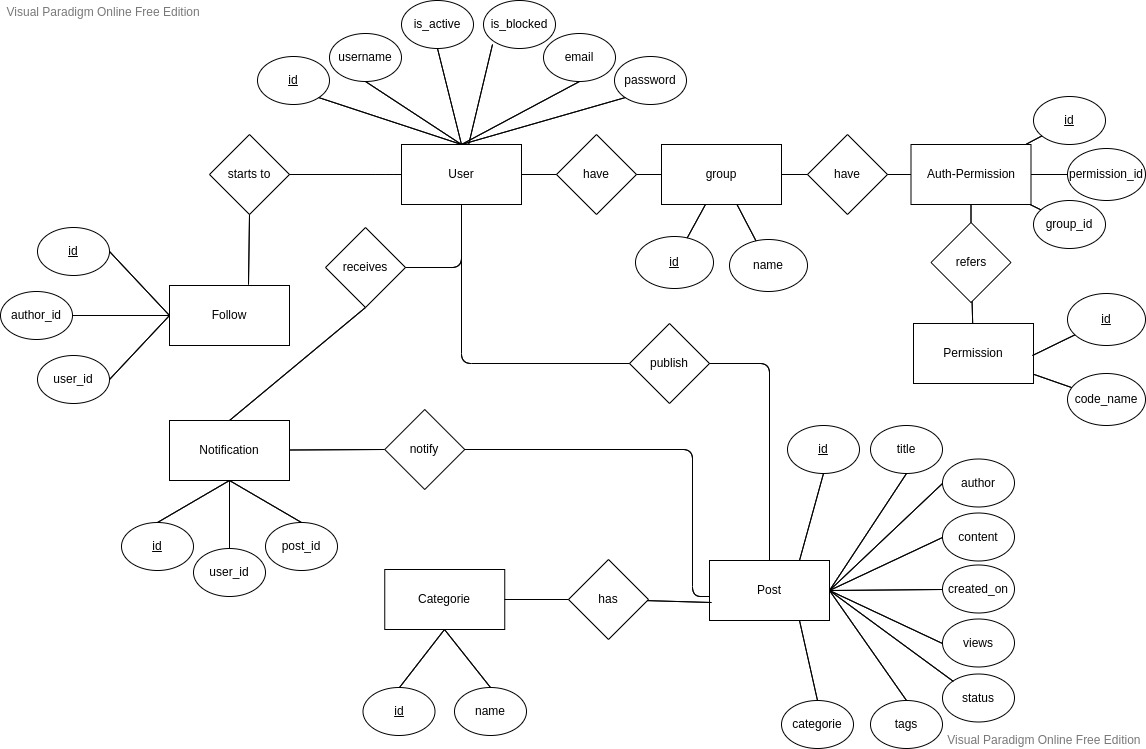 Visual Paradigm Online Free Edition
is_active
is_blocked
username
email
id
password
id
starts to
User
have
group
have
Auth-Permission
permission_id
group_id
id
receives
id
name
refers
author_id
Follow
id
publish
Permission
user_id
code_name
Notification
notify
id
title
author
content
id
post_id
user_id
Categorie
has
Post
created_on
views
status
id
name
categorie
tags
Visual Paradigm Online Free Edition